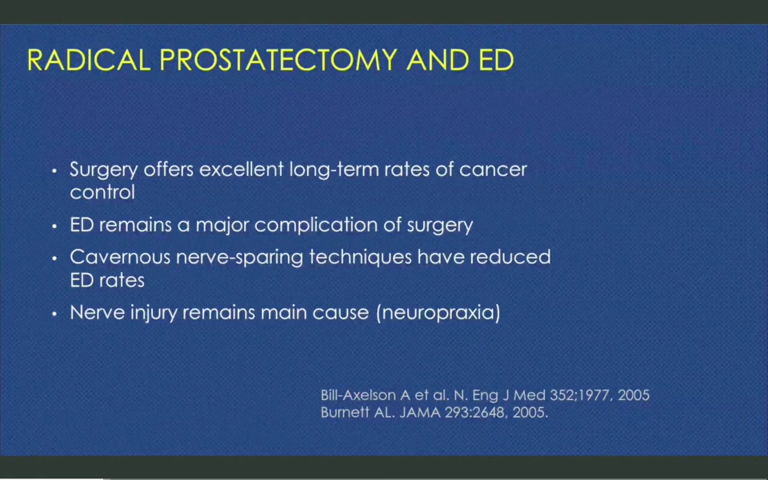 RADICAL PROSTATECTOMY AND ED
• Surgery offers excellent long-term rates of cancer
control
• ED remains a major complication of surgery
• Cavernous nerve-sparing techniques have reduced
ED rates
• Nerve injury remains main cause (neuropraxia)
Bill-Axelson A et al. N. Eng J Med 352;1977, 2005
Burnett AL. JAMA 293:2648, 2005.